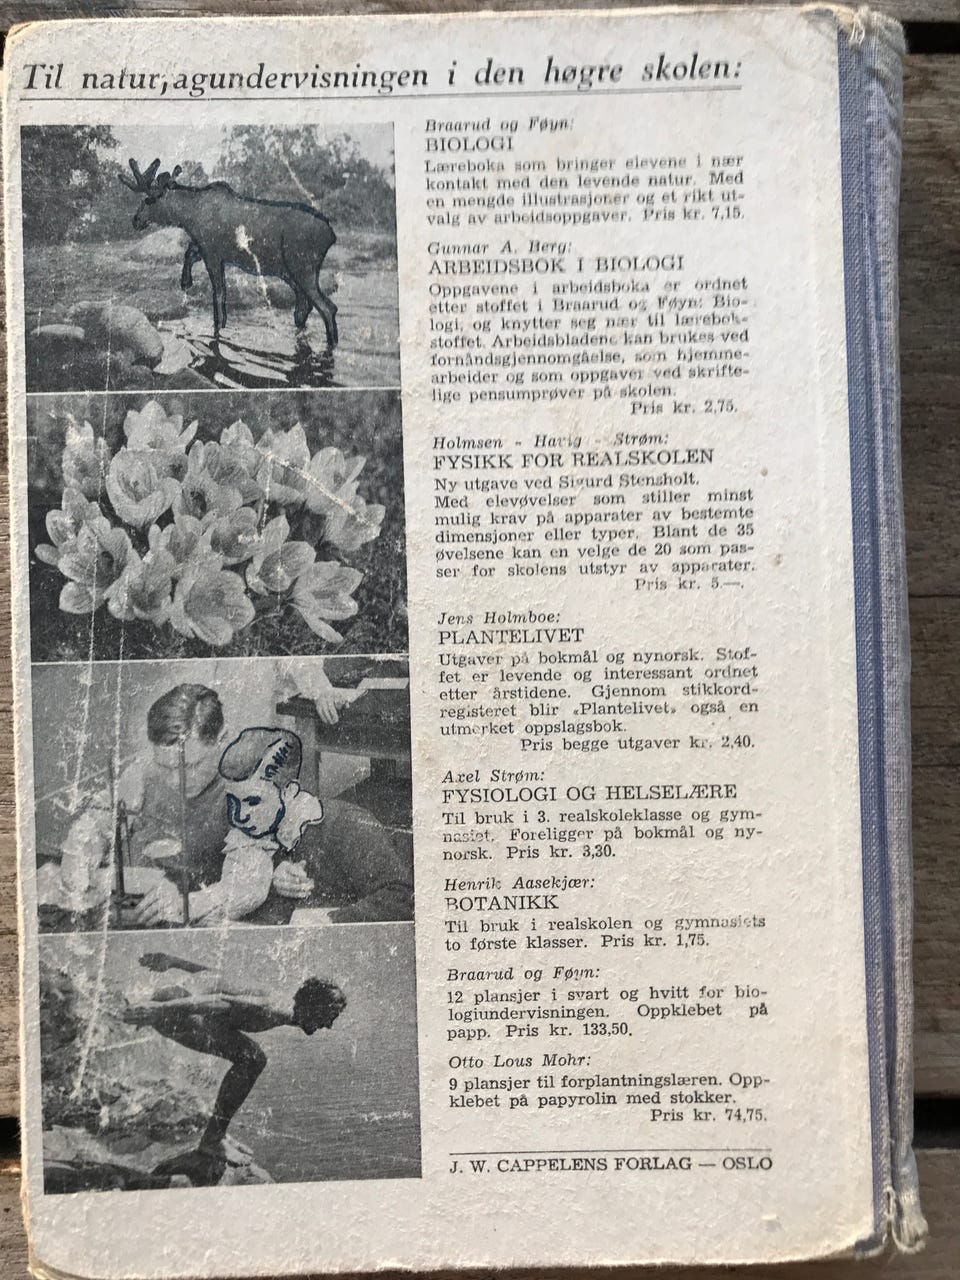 Til naturfagundervisningen i den høgre skolen:
Braarud og Føyn:
BIOLOGI
Læreboka som bringer elevene i nær
kontakt med den levende natur. Med
en mengde illustrasjoner og et rikt ut-
valg av arbeidsoppgaver. Pris kr. 7,15.
Gunnar A. Berg:
ARBEIDSBOK I BIOLOGI
Oppgavene i arbeidsboka er ordnet
etter stoffet i Braarud og Føyn: Bio-
logi, og knytter seg nær til lærebok-
stoffet. Arbeidsbladene kan brukes ved
forhåndsgjennomgåelse, som hjemme-
arbeider og som oppgaver ved skrifte-
lige pensumprøver på skolen.
Pris kr. 2,75.
Holmsen - Havig - Strøm:
FYSIKK FOR REALSKOLEN
Ny utgave ved Sigurd Stensholt.
Med elevøvelser som stiller minst
mulig krav på apparater av bestemte
dimensjoner eller typer. Blant de 35
øvelsene kan en velge de 20 som pas-
ser for skolens utstyr av apparater.
Pris kr. 5.—.
Jens Holmboe:
PLANTELIVET
Utgaver på bokmål og nynorsk. Stof-
fet er levende og interessant ordnet
etter årstidene. Gjennom stikkord-
registeret blir «Plantelivet» også en
utmerket oppslagsbok.
Pris begge utgaver kr. 2,40.
Axel Strøm:
FYSIOLOGI OG HELSELÆRE
Til bruk i 3. realskoleklasse og gym-
nasiet. Foreligger på bokmål og ny-
norsk. Pris kr. 3,30.
Henrik Aasekjær:
BOTANIKK
Til bruk i realskolen og gymnasiets
to første klasser. Pris kr. 1,75.
Braarud og Føyn:
12 plansjer i svart og hvitt for bio-
logiundervisningen. Oppklebet på
papp. Pris kr. 133,50.
Otto Lous Mohr:
9 plansjer til forplantningslæren. Opp-
klebet på papyrolin med stokker.
Pris kr. 74,75.
J. W. CAPPELENS FORLAG — OSLO